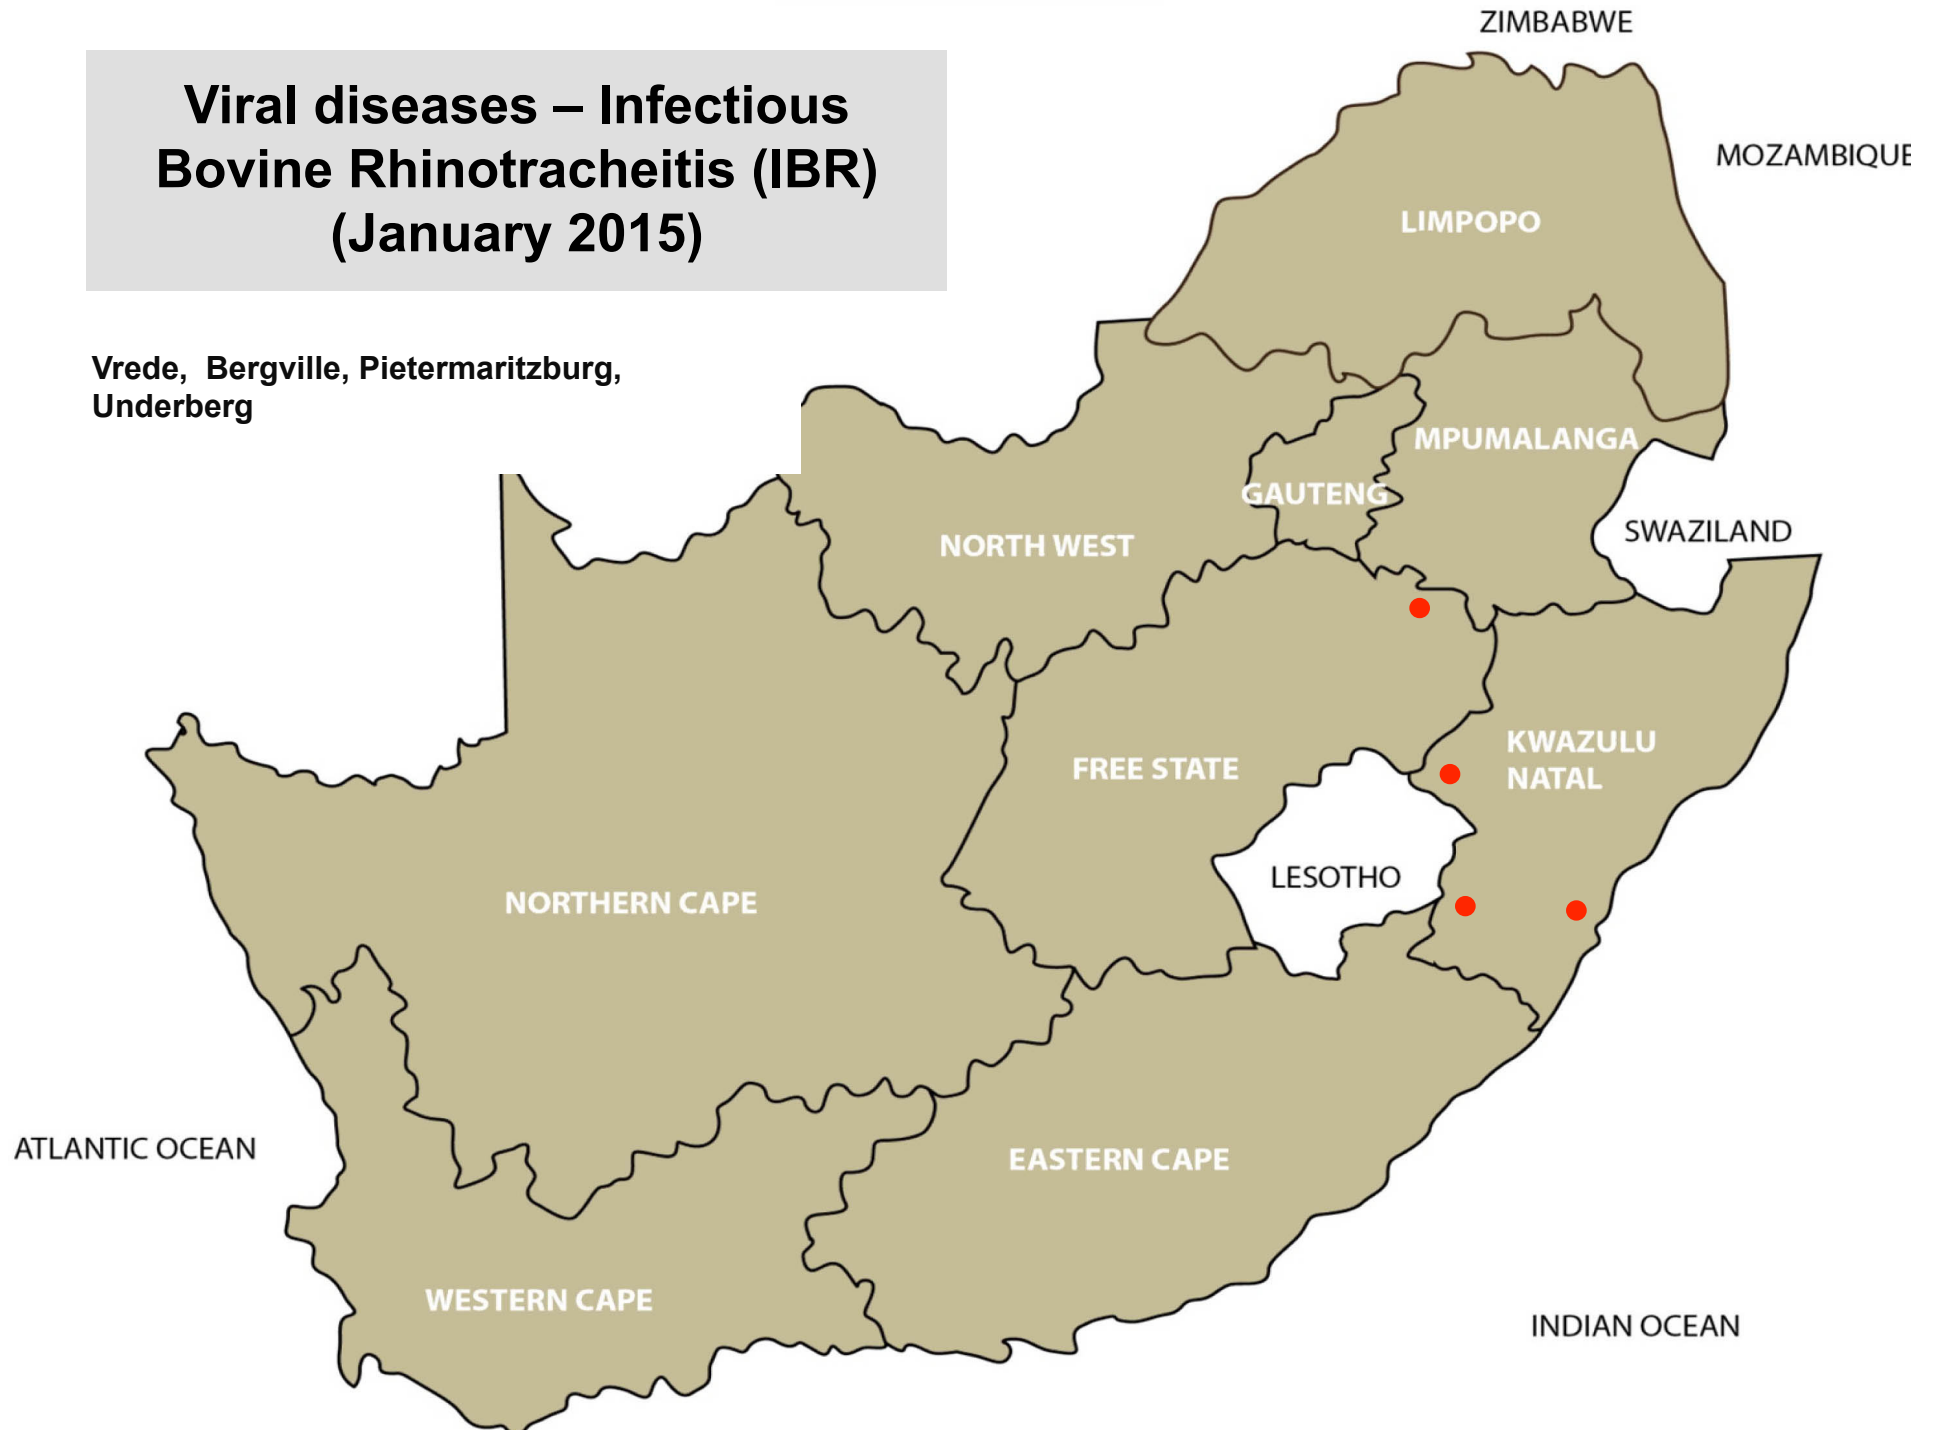 Viral diseases – Infectious
Bovine Rhinotracheitis (IBR)
(January 2015)
Vrede,  Bergville, Pietermaritzburg,
Underberg
ZIMBABWE
MOZAMBIQUE
LIMPOPO
MPUMALANGA
GAUTENG
SWAZILAND
NORTH WEST
KWAZULU
NATAL
FREE STATE
LESOTHO
NORTHERN CAPE
ATLANTIC OCEAN
EASTERN CAPE
WESTERN CAPE
INDIAN OCEAN